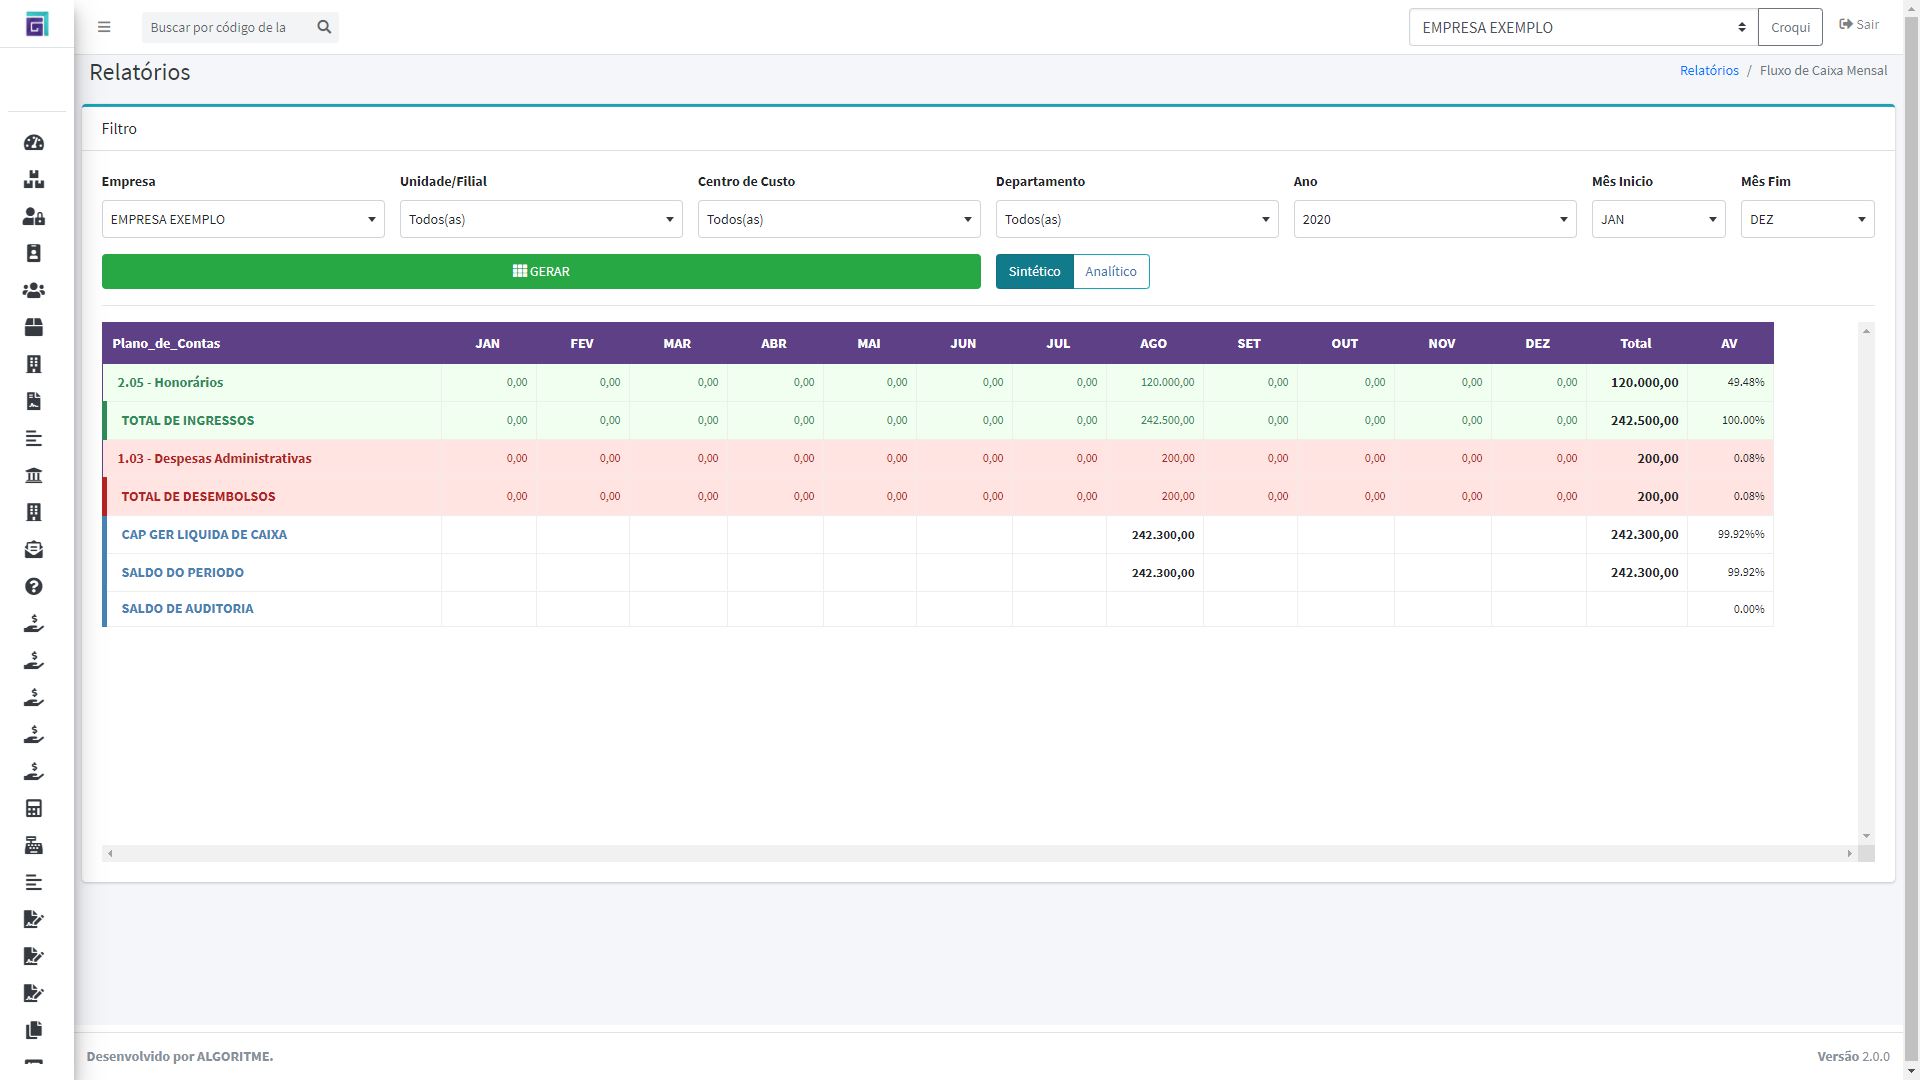 Buscar por código de la
EMPRESA EXEMPLO
Croqui
Sair
Relatórios
Relatórios / Fluxo de Caixa Mensal
Filtro
Empresa Unidade/Filial Centro de Custo Departamento Ano Mês Inicio Mês Fim
EMPRESA EXEMPLO Todos(as) Todos(as) Todos(as) 2020 JAN DEZ
GERAR Sintético Analítico
Plano_de_Contas JAN FEV MAR ABR MAI JUN JUL AGO SET OUT NOV DEZ Total AV
2.05 - Honorários 0,00 0,00 0,00 0,00 0,00 0,00 0,00 120.000,00 0,00 0,00 0,00 0,00 120.000,00 49.48%
TOTAL DE INGRESSOS 0,00 0,00 0,00 0,00 0,00 0,00 0,00 242.500,00 0,00 0,00 0,00 0,00 242.500,00 100.00%
1.03 - Despesas Administrativas 0,00 0,00 0,00 0,00 0,00 0,00 0,00 200,00 0,00 0,00 0,00 0,00 200,00 0.08%
TOTAL DE DESEMBOLSOS 0,00 0,00 0,00 0,00 0,00 0,00 0,00 200,00 0,00 0,00 0,00 0,00 200,00 0.08%
CAP GER LIQUIDA DE CAIXA 242.300,00 242.300,00 99.92%%
SALDO DO PERIODO 242.300,00 242.300,00 99.92%
SALDO DE AUDITORIA 0.00%
Desenvolvido por ALGORITME. Versão 2.0.0